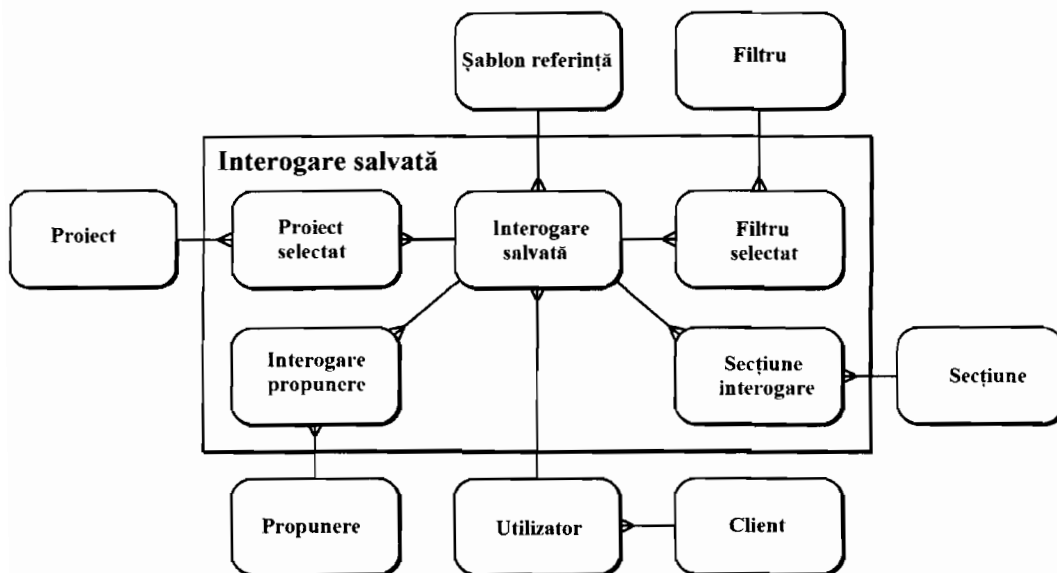 Șablon referință
Filtru
Interogare salvată
Proiect
Proiect
selectat
Interogare
salvată
Filtru
selectat
Interogare
propunere
Secțiune
interogare
Secțiune
Propunere
Utilizator
Client